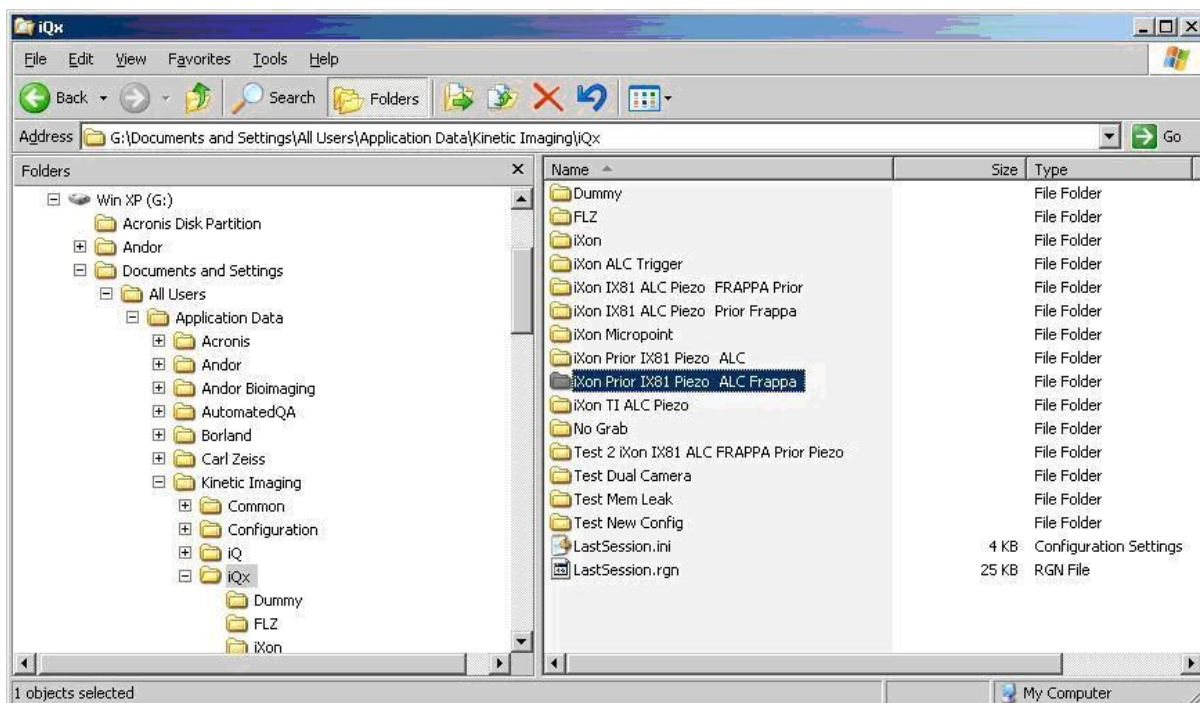 iQx
File Edit View Favorites Tools Help
Back Search Folders
Address G:\Documents and Settings\All Users\Application Data\Kinetic Imaging\iQx Go
Folders x
Win XP (G:)
Acronis Disk Partition
Andor
Documents and Settings
All Users
Application Data
Acronis
Andor
Andor Bioimaging
AutomatedQA
Borland
Carl Zeiss
Kinetic Imaging
Common
Configuration
iQ
iQx
Dummy
FLZ
iXon
Name Size Type
Dummy File Folder
FLZ File Folder
iXon File Folder
iXon ALC Trigger File Folder
iXon IX81 ALC Piezo  FRAPPA Prior File Folder
iXon IX81 ALC Piezo  Prior Frappa File Folder
iXon Micropoint File Folder
iXon Prior IX81 Piezo  ALC File Folder
iXon Prior IX81 Piezo  ALC Frappa File Folder
iXon TI ALC Piezo File Folder
No Grab File Folder
Test 2 iXon IX81 ALC FRAPPA Prior Piezo File Folder
Test Dual Camera File Folder
Test Mem Leak File Folder
Test New Config File Folder
LastSession.ini 4 KB Configuration Settings
LastSession.rgn 25 KB RGN File
1 objects selected My Computer